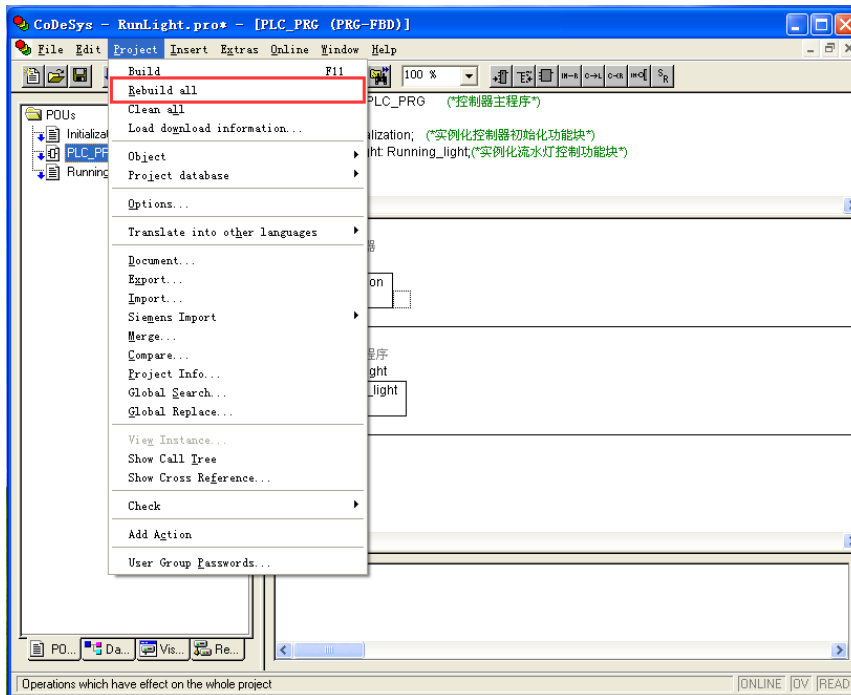 CoDeSys - RunLight.pro* - [PLC_PRG (PRG-FBD)]
File Edit Project Insert Extras Online Window Help
100 %
Build F11
Rebuild all
Clean all
Load download information...
Object
Project database
Options...
Translate into other languages
Document...
Export...
Import...
Siemens Import
Merge...
Compare...
Project Info...
Global Search...
Global Replace...
View Instance...
Show Call Tree
Show Cross Reference...
Check
Add Action
User Group Passwords...
POUs
Initializat
PLC_PR
Running
PLC_PRG (*控制器主程序*)
alization; (*实例化控制器初始化功能块*)
ht: Running_light;(*实例化流水灯控制功能块*)
器
on
程序
ght
_light
PO... Da... Vis... Re...
Operations which have effect on the whole project
ONLINE OV READ